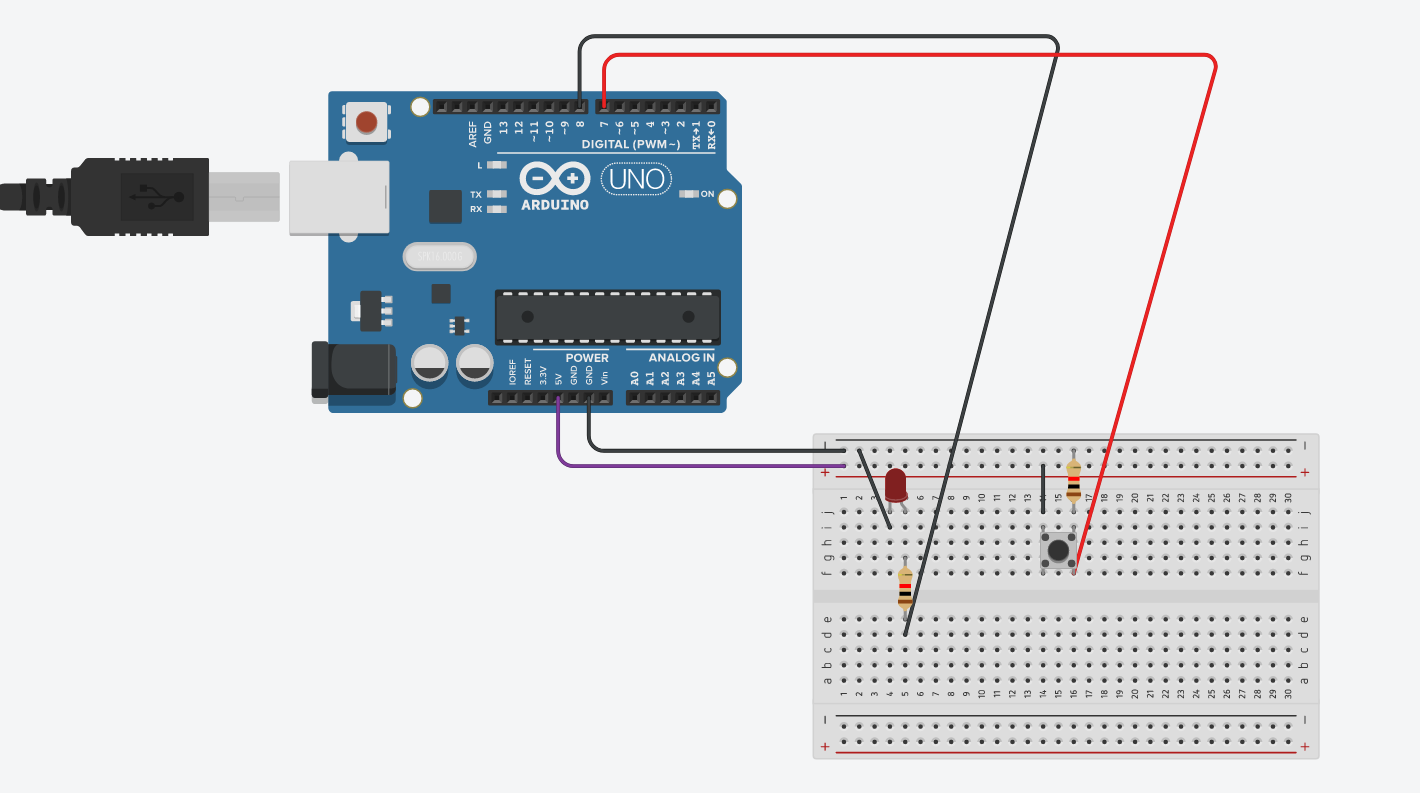 AREF
GND
13
12
~11
~10
~9
8
7
~6
~5
4
~3
2
TX→1
RX←0
DIGITAL (PWM~)
L
TX
RX
ARDUINO
UNO
ON
POWER
ANALOG IN
IOREF
RESET
3.3V
5V
GND
GND
Vin
A0
A1
A2
A3
A4
A5
− −
+ +
1 2 3 6 7 8 9 10 11 12 13 14 15 17 18 19 20 21 22 23 24 25 26 27 28 29 30
j j
i i
h h
g g
f f
e e
d d
c c
b b
a a
1 2 3 4 5 6 7 8 9 10 11 12 13 14 15 16 17 18 19 20 21 22 23 24 25 26 27 28 29 30
− −
+ +